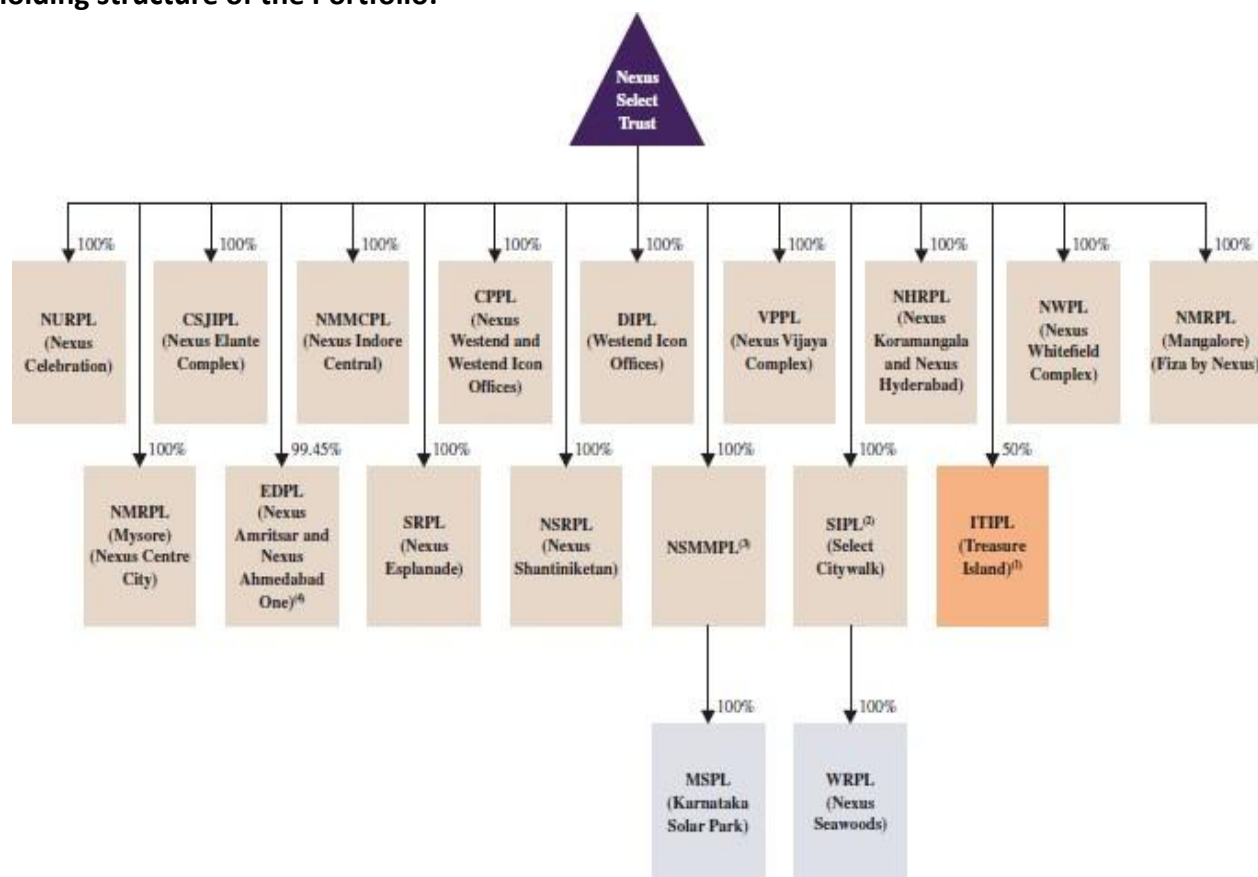 holding structure of the Portfolio:
Nexus
Select
Trust
100%
100%
100%
100%
100%
100%
100%
100%
100%
NURPL
(Nexus
Celebration)
CSJIPL
(Nexus Elante
Complex)
NMMCPL
(Nexus Indore
Central)
CPPL
(Nexus
Westend and
Westend Icon
Offices)
DIPL
(Westend Icon
Offices)
VPPL
(Nexus Vijaya
Complex)
NHRPL
(Nexus
Koramangala
and Nexus
Hyderabad)
NWPL
(Nexus
Whitefield
Complex)
NMRPL
(Mangalore)
(Fiza by Nexus)
100%
99.45%
100%
100%
100%
100%
50%
NMRPL
(Mysore)
(Nexus Centre
City)
EDPL
(Nexus
Amritsar and
Nexus
Ahmedabad
One)(4)
SRPL
(Nexus
Esplanade)
NSRPL
(Nexus
Shantiniketan)
NSMMPL(3)
SIPL(2)
(Select
Citywalk)
ITIPL
(Treasure
Island)(1)
100%
100%
MSPL
(Karnataka
Solar Park)
WRPL
(Nexus
Seawoods)